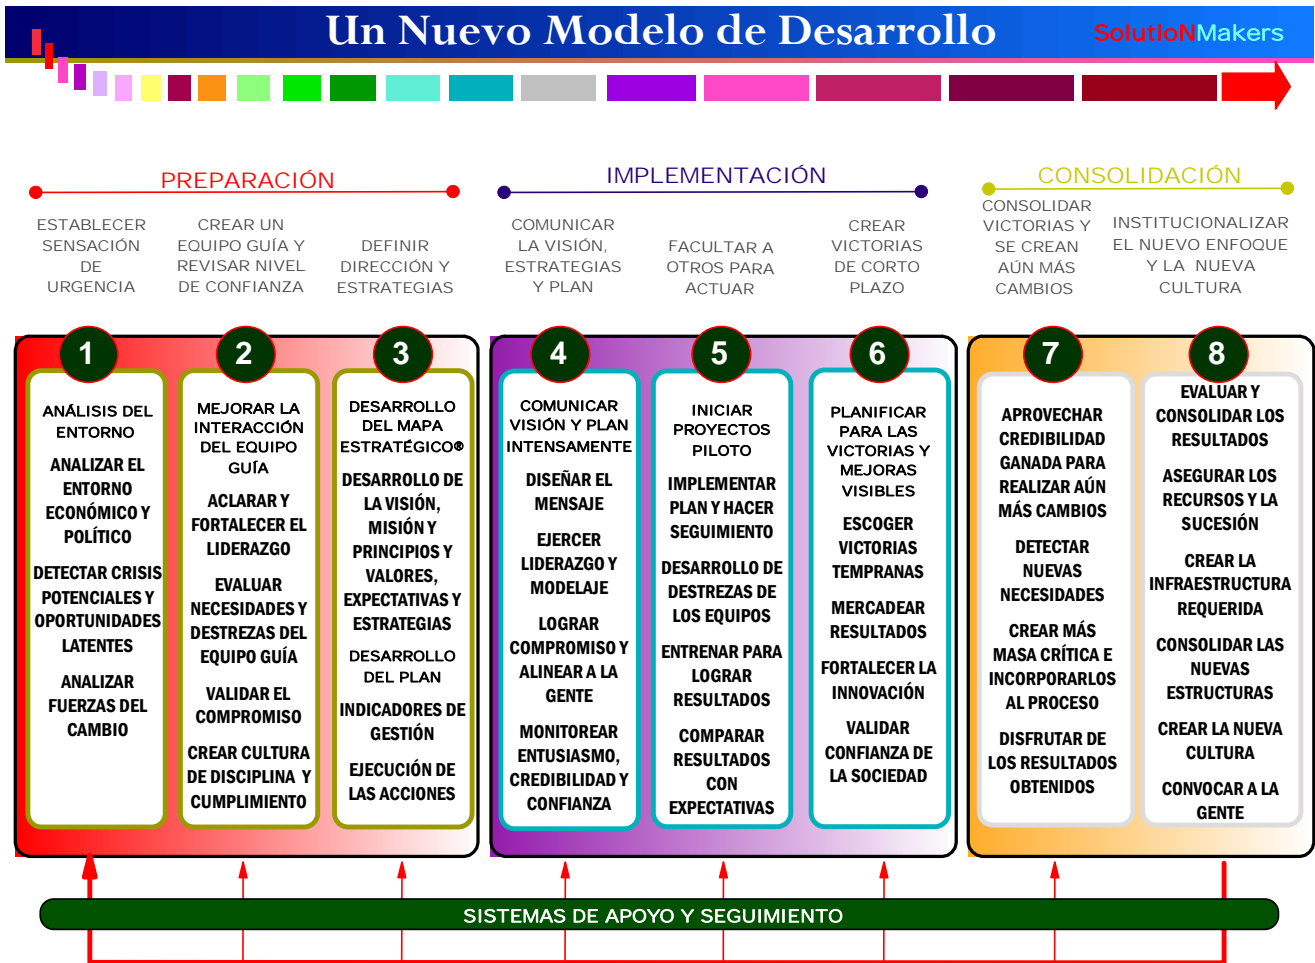 Un Nuevo Modelo de Desarrollo
SolutioNMakers
PREPARACIÓN
IMPLEMENTACIÓN
CONSOLIDACIÓN
ESTABLECER
SENSACIÓN
DE
URGENCIA
CREAR UN
EQUIPO GUÍA Y
REVISAR NIVEL
DE CONFIANZA
DEFINIR
DIRECCIÓN Y
ESTRATEGIAS
COMUNICAR
LA VISIÓN,
ESTRATEGIAS
Y PLAN
FACULTAR A
OTROS PARA
ACTUAR
CREAR
VICTORIAS
DE CORTO
PLAZO
CONSOLIDAR
VICTORIAS Y
SE CREAN
AÚN MÁS
CAMBIOS
INSTITUCIONALIZAR
EL NUEVO ENFOQUE
Y LA NUEVA
CULTURA
1
ANÁLISIS DEL
ENTORNO
ANALIZAR EL
ENTORNO
ECONÓMICO Y
POLÍTICO
DETECTAR CRISIS
POTENCIALES Y
OPORTUNIDADES
LATENTES
ANALIZAR
FUERZAS DEL
CAMBIO
2
MEJORAR LA
INTERACCIÓN
DEL EQUIPO
GUÍA
ACLARAR Y
FORTALECER EL
LIDERAZGO
EVALUAR
NECESIDADES Y
DESTREZAS DEL
EQUIPO GUÍA
VALIDAR EL
COMPROMISO
CREAR CULTURA
DE DISCIPLINA Y
CUMPLIMIENTO
3
DESARROLLO
DEL MAPA
ESTRATÉGICO®
DESARROLLO DE
LA VISIÓN,
MISIÓN Y
PRINCIPIOS Y
VALORES,
EXPECTATIVAS Y
ESTRATEGIAS
DESARROLLO
DEL PLAN
INDICADORES DE
GESTIÓN
EJECUCIÓN DE
LAS ACCIONES
4
COMUNICAR
VISIÓN Y PLAN
INTENSAMENTE
DISEÑAR EL
MENSAJE
EJERCER
LIDERAZGO Y
MODELAJE
LOGRAR
COMPROMISO Y
ALINEAR A LA
GENTE
MONITOREAR
ENTUSIASMO,
CREDIBILIDAD Y
CONFIANZA
5
INICIAR
PROYECTOS
PILOTO
IMPLEMENTAR
PLAN Y HACER
SEGUIMIENTO
DESARROLLO DE
DESTREZAS DE
LOS EQUIPOS
ENTRENAR PARA
LOGRAR
RESULTADOS
COMPARAR
RESULTADOS
CON
EXPECTATIVAS
6
PLANIFICAR
PARA LAS
VICTORIAS Y
MEJORAS
VISIBLES
ESCOGER
VICTORIAS
TEMPRANAS
MERCADEAR
RESULTADOS
FORTALECER LA
INNOVACIÓN
VALIDAR
CONFIANZA DE
LA SOCIEDAD
7
APROVECHAR
CREDIBILIDAD
GANADA PARA
REALIZAR AÚN
MÁS CAMBIOS
DETECTAR
NUEVAS
NECESIDADES
CREAR MÁS
MASA CRÍTICA E
INCORPORARLOS
AL PROCESO
DISFRUTAR DE
LOS RESULTADOS
OBTENIDOS
8
EVALUAR Y
CONSOLIDAR LOS
RESULTADOS
ASEGURAR LOS
RECURSOS Y LA
SUCESIÓN
CREAR LA
INFRAESTRUCTURA
REQUERIDA
CONSOLIDAR LAS
NUEVAS
ESTRUCTURAS
CREAR LA NUEVA
CULTURA
CONVOCAR A LA
GENTE
SISTEMAS DE APOYO Y SEGUIMIENTO